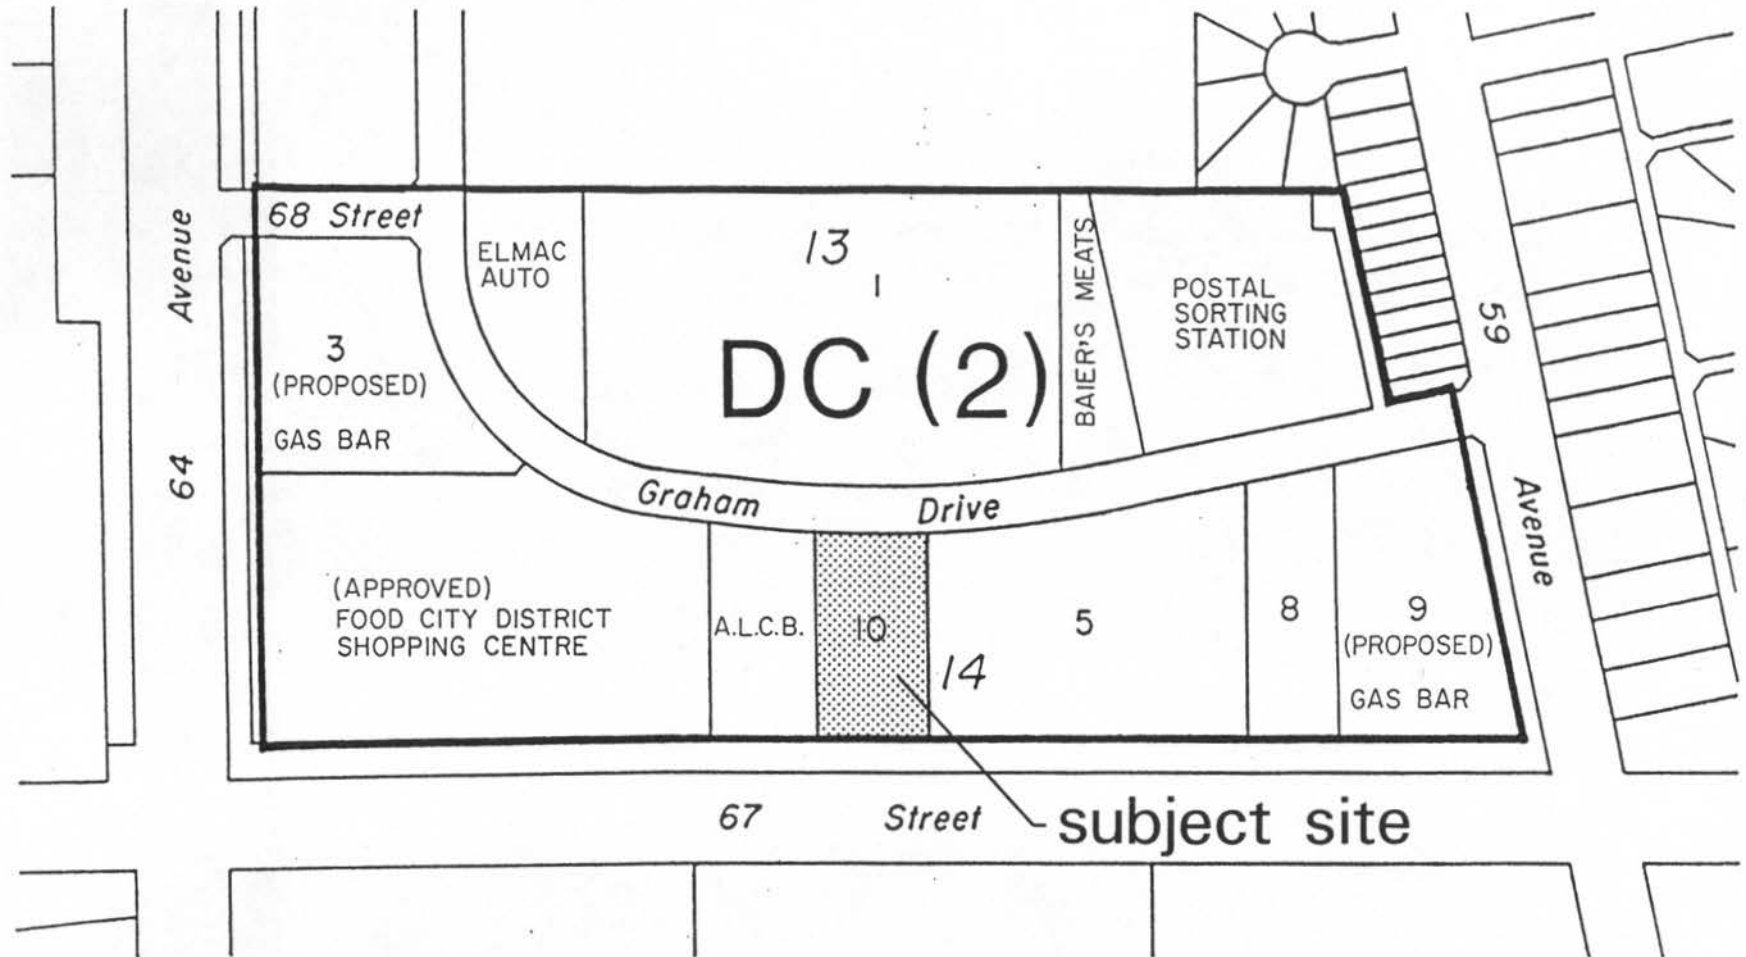 68 Street
Avenue
64
ELMAC
AUTO
13
1
DC (2)
BAIER'S MEATS
POSTAL
SORTING
STATION
59
Avenue
3
(PROPOSED)
GAS BAR
Graham Drive
(APPROVED)
FOOD CITY DISTRICT
SHOPPING CENTRE
A.L.C.B.
10
14
5
8
9
(PROPOSED)
GAS BAR
67 Street
subject site